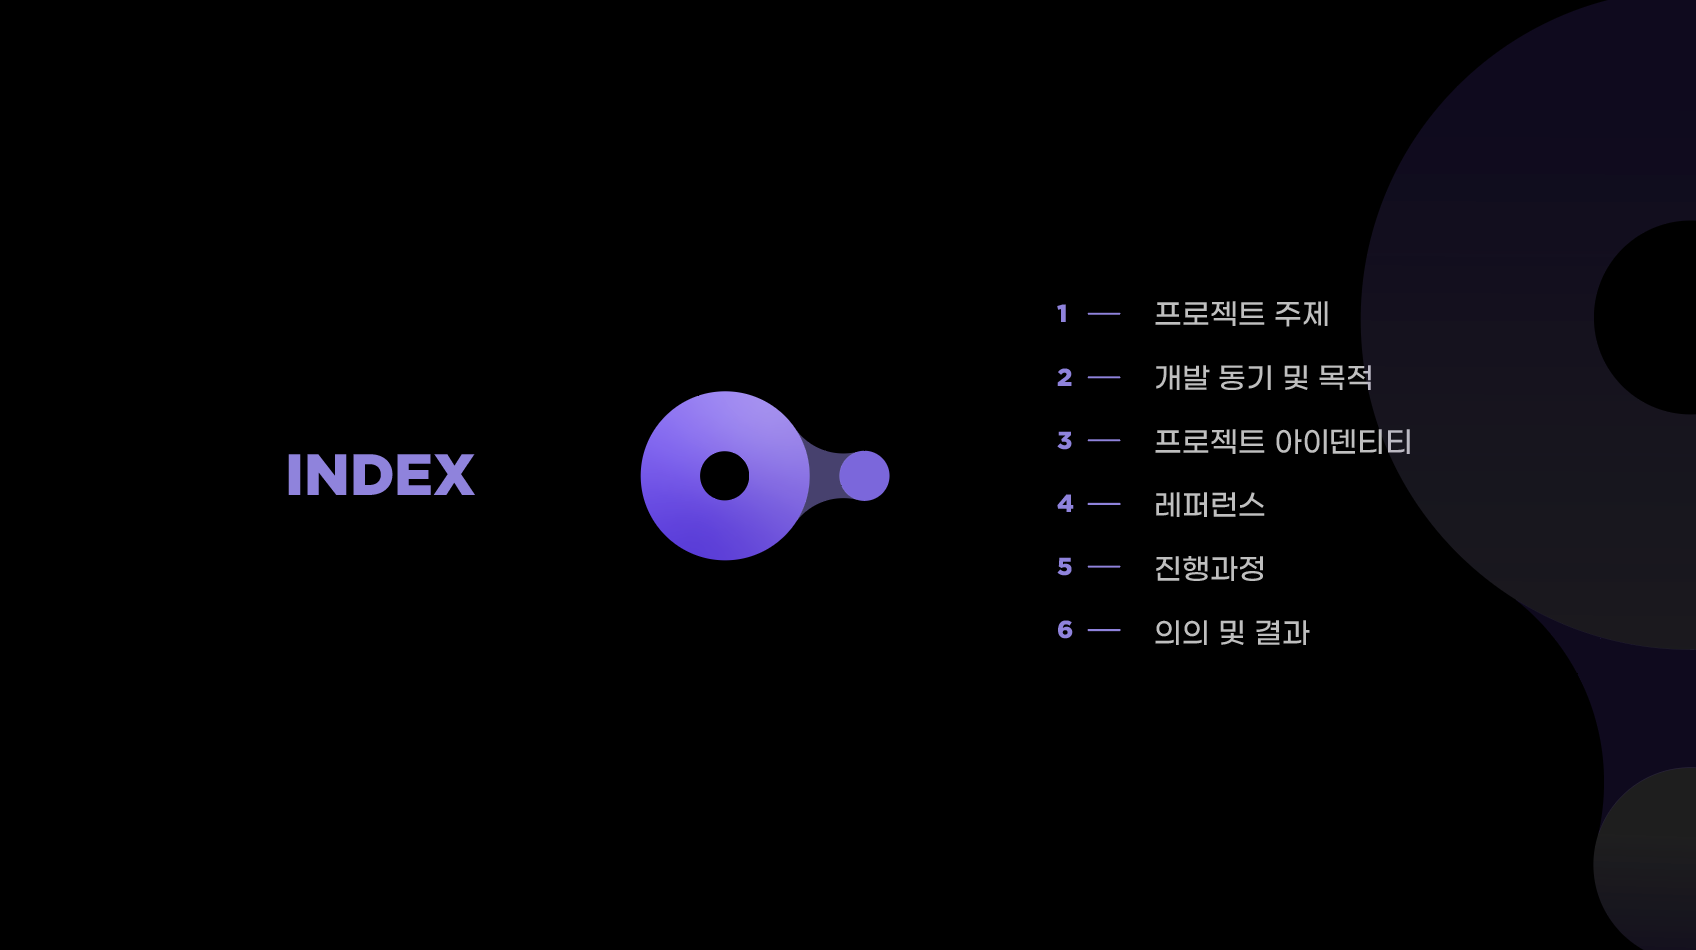 INDEX
1 — 프로젝트 주제
2 — 개발 동기 및 목적
3 — 프로젝트 아이덴티티
4 — 레퍼런스
5 — 진행과정
6 — 의의 및 결과